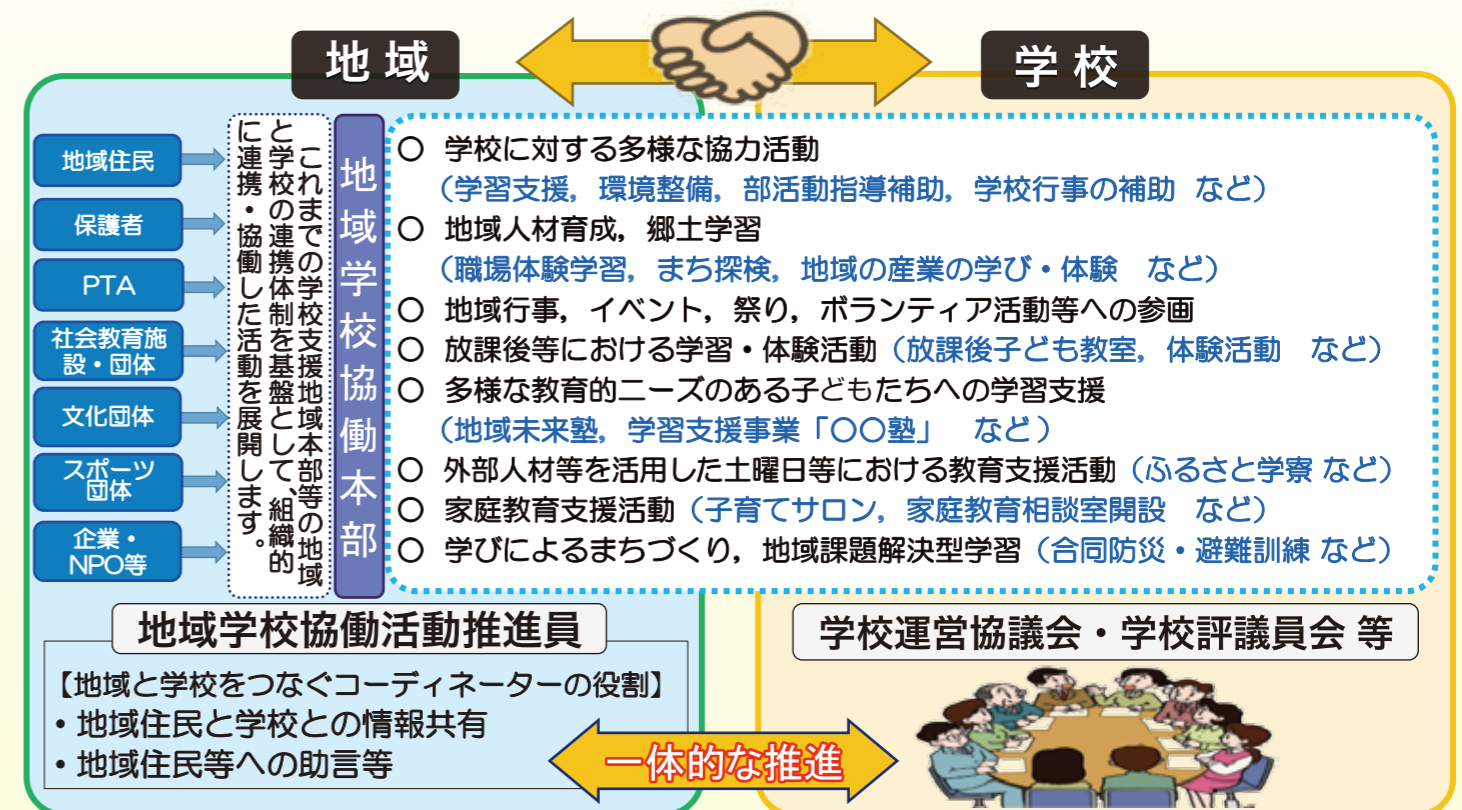 地域
学校
地域住民
保護者
PTA
社会教育施
設・団体
文化団体
スポーツ
団体
企業・
NPO等
これまでの学校支援地域本部等の地域
と学校の連携体制を基盤として、組織的
に連携・協働した活動を展開します。
地域学校協働本部
〇 学校に対する多様な協力活動
（学習支援，環境整備，部活動指導補助，学校行事の補助 など）
〇 地域人材育成，郷土学習
（職場体験学習，まち探検，地域の産業の学び・体験 など）
〇 地域行事，イベント，祭り，ボランティア活動等への参画
〇 放課後等における学習・体験活動（放課後子ども教室，体験活動 など）
〇 多様な教育的ニーズのある子どもたちへの学習支援
（地域未来塾，学習支援事業「〇〇塾」 など）
〇 外部人材等を活用した土曜日等における教育支援活動（ふるさと学寮 など）
〇 家庭教育支援活動（子育てサロン，家庭教育相談室開設 など）
〇 学びによるまちづくり，地域課題解決型学習（合同防災・避難訓練 など）
地域学校協働活動推進員
【地域と学校をつなぐコーディネーターの役割】
・地域住民と学校との情報共有
・地域住民等への助言等
一体的な推進
学校運営協議会・学校評議員会 等